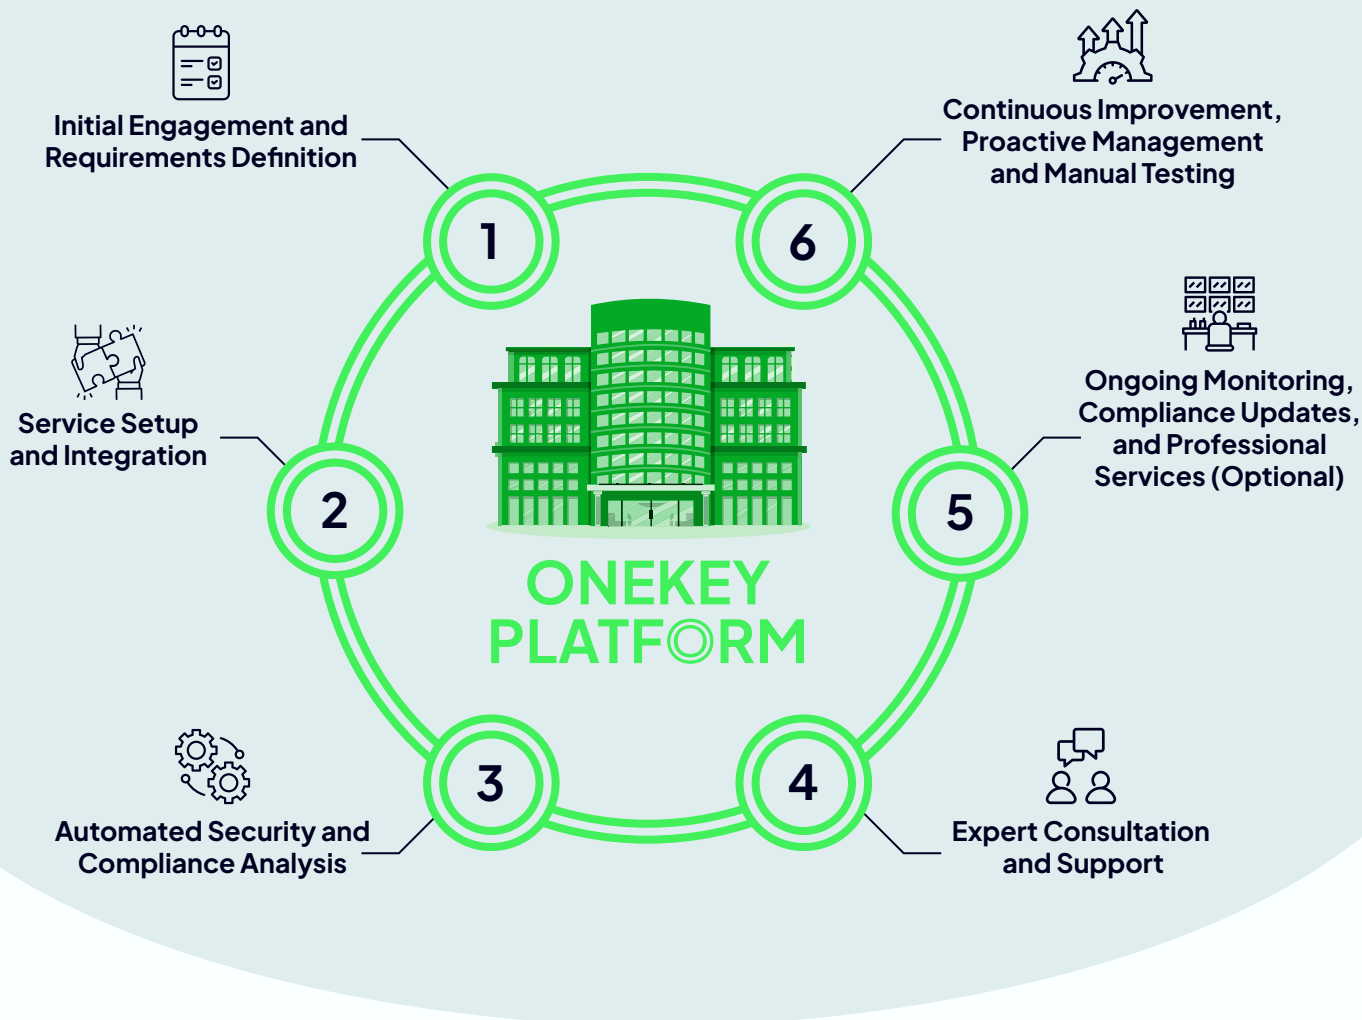 Initial Engagement and
Requirements Definition
1
Service Setup
and Integration
2
Automated Security and
Compliance Analysis
3
Expert Consultation
and Support
4
Ongoing Monitoring,
Compliance Updates,
and Professional
Services (Optional)
5
Continuous Improvement,
Proactive Management
and Manual Testing
6
ONEKEY
PLATFORM